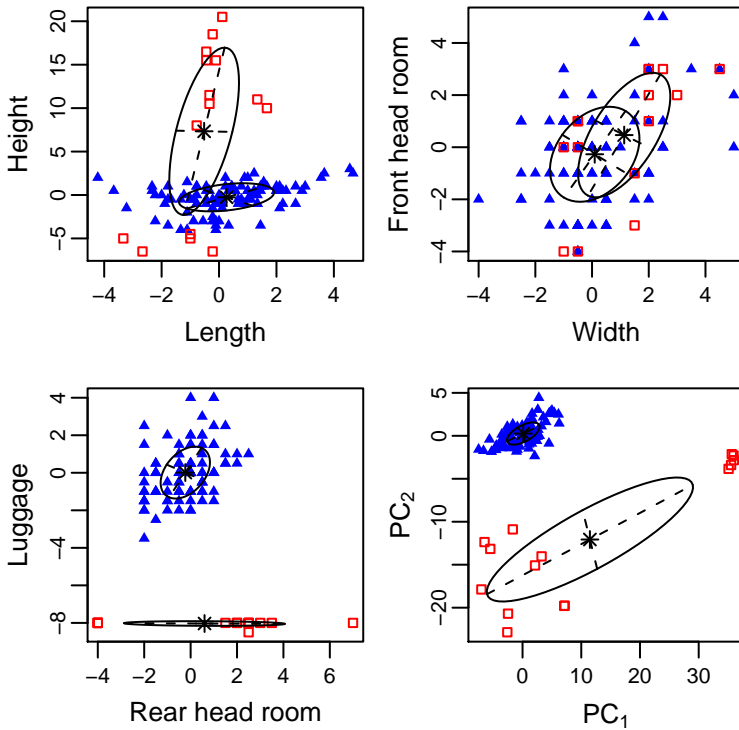 Height
20
15
10
5
0
−5
−4 −2 0 2 4
Length
Front head room
4
2
0
−2
−4
−4 −2 0 2 4
Width
Luggage
4
0
−4
−8
−4 −2 0 2 4 6
Rear head room
PC2
5
0
−10
−20
0 10 20 30
PC1